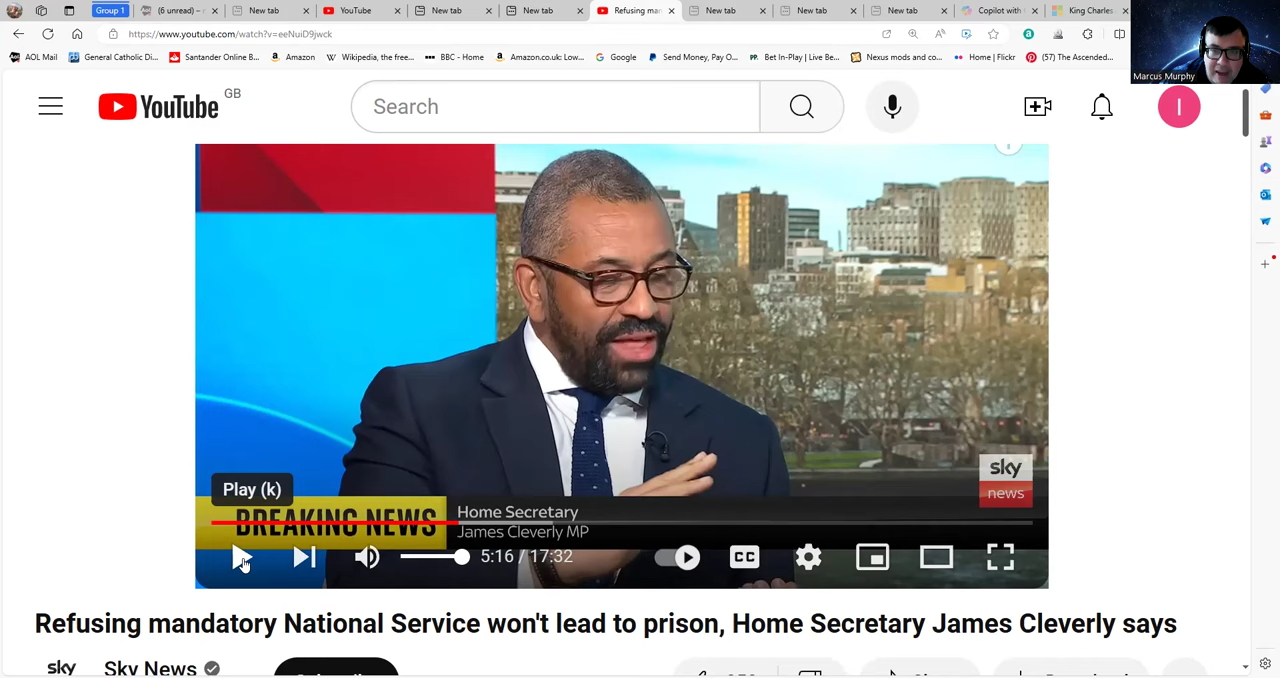 Group 1
(6 unread) –
New tab
YouTube
New tab
New tab
Refusing man
New tab
New tab
New tab
Copilot with
King Charles
https://www.youtube.com/watch?v=eeNuiD9jwck
AOL Mail
General Catholic Di...
Santander Online B...
Amazon
Wikipedia, the free...
BBC - Home
Amazon.co.uk: Low...
Google
Send Money, Pay O...
Bet In-Play | Live Be...
Nexus mods and co...
Home | Flickr
(57) The Ascended...
Marcus Murphy
YouTube GB
Search
I
sky
news
Play (k)
BREAKING NEWS
Home Secretary
James Cleverly MP
5:16 / 17:32
CC
Refusing mandatory National Service won't lead to prison, Home Secretary James Cleverly says
sky
Sky News